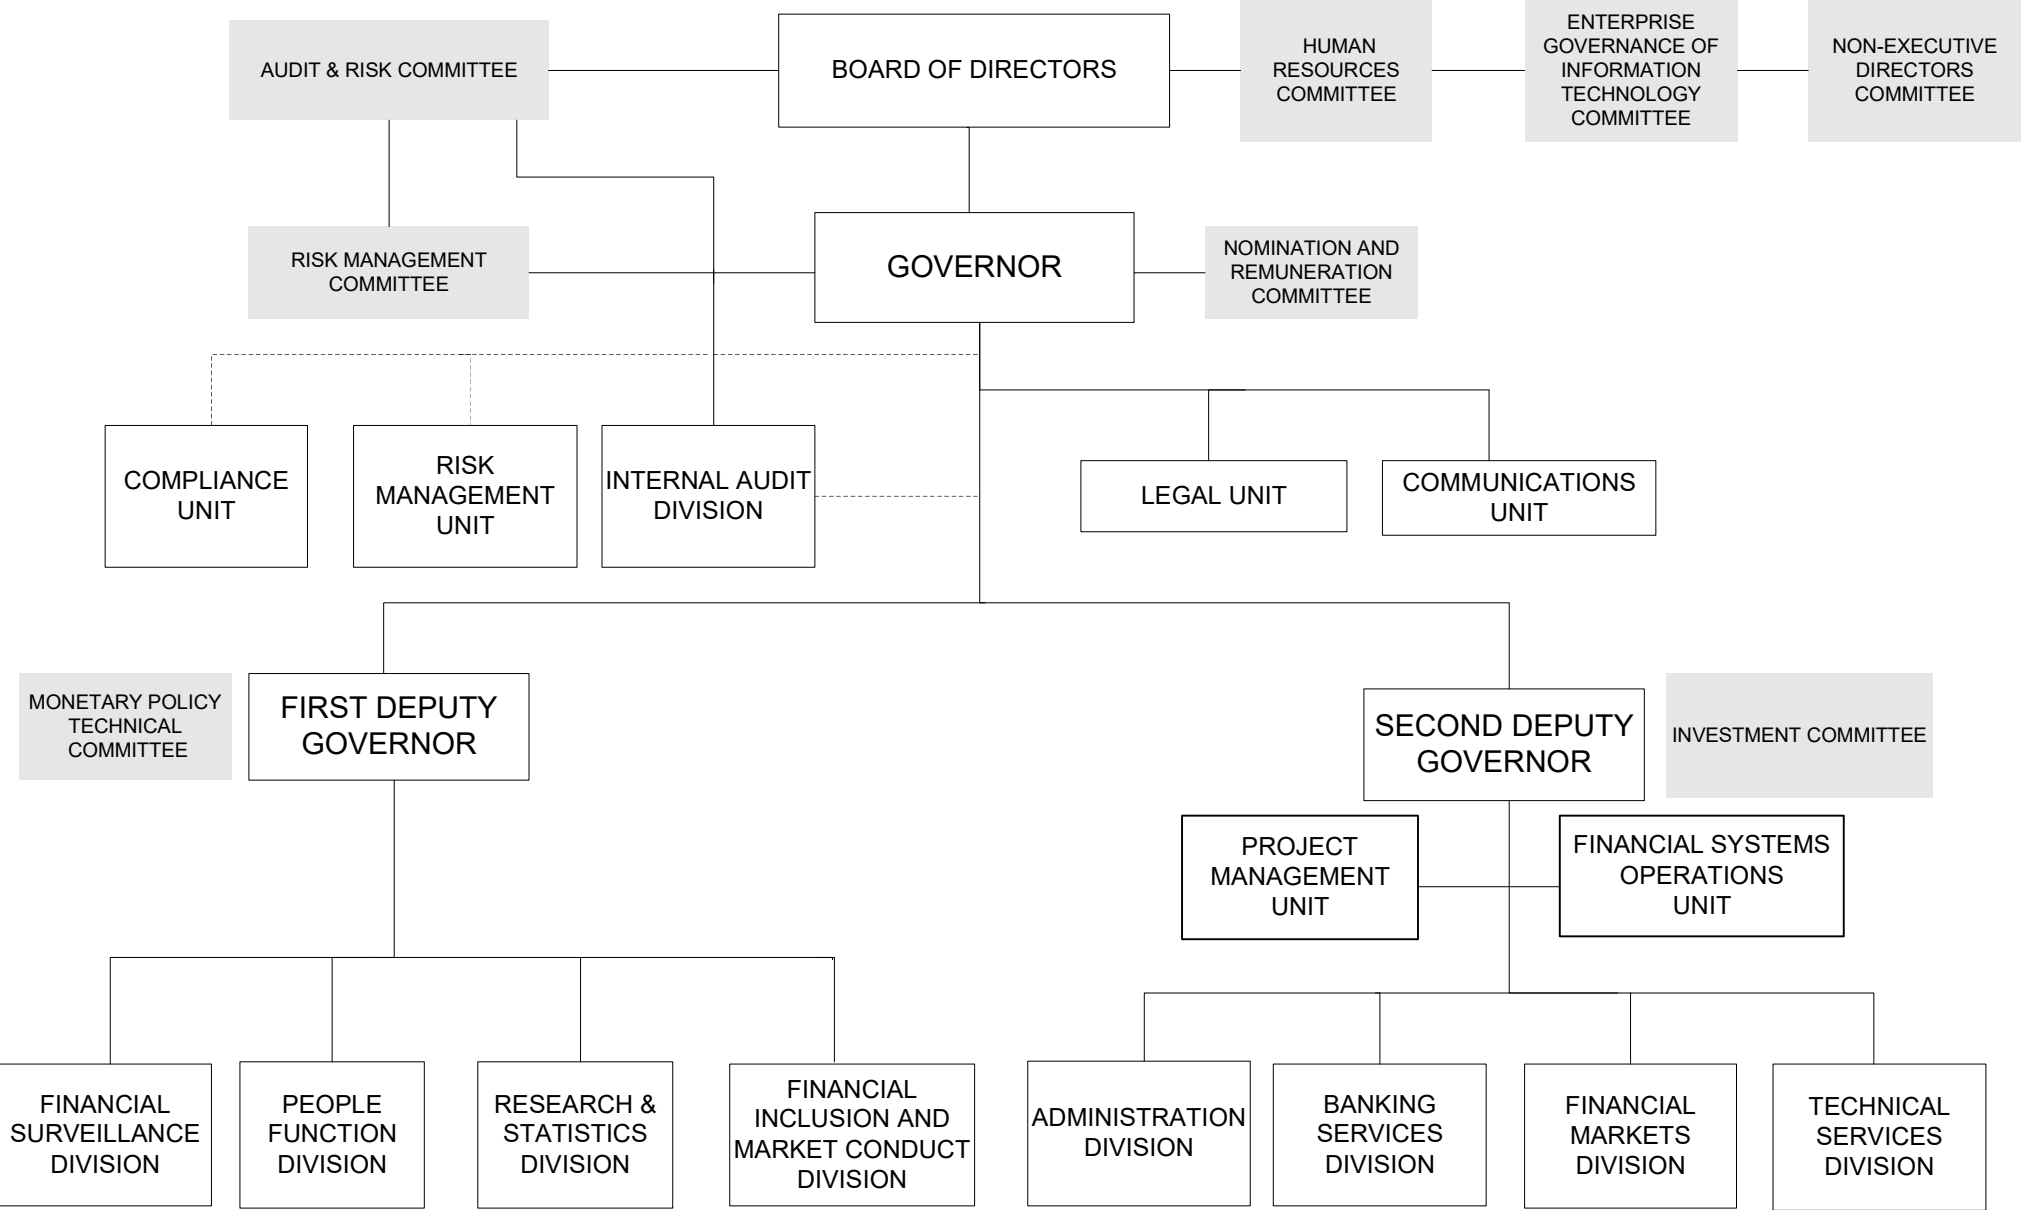 AUDIT & RISK COMMITTEE
BOARD OF DIRECTORS
HUMAN
RESOURCES
COMMITTEE
ENTERPRISE
GOVERNANCE OF
INFORMATION
TECHNOLOGY
COMMITTEE
NON-EXECUTIVE
DIRECTORS
COMMITTEE
RISK MANAGEMENT
COMMITTEE
GOVERNOR
NOMINATION AND
REMUNERATION
COMMITTEE
COMPLIANCE
UNIT
RISK
MANAGEMENT
UNIT
INTERNAL AUDIT
DIVISION
LEGAL UNIT
COMMUNICATIONS
UNIT
MONETARY POLICY
TECHNICAL
COMMITTEE
FIRST DEPUTY
GOVERNOR
SECOND DEPUTY
GOVERNOR
INVESTMENT COMMITTEE
PROJECT
MANAGEMENT
UNIT
FINANCIAL SYSTEMS
OPERATIONS
UNIT
FINANCIAL
SURVEILLANCE
DIVISION
PEOPLE
FUNCTION
DIVISION
RESEARCH &
STATISTICS
DIVISION
FINANCIAL
INCLUSION AND
MARKET CONDUCT
DIVISION
ADMINISTRATION
DIVISION
BANKING
SERVICES
DIVISION
FINANCIAL
MARKETS
DIVISION
TECHNICAL
SERVICES
DIVISION